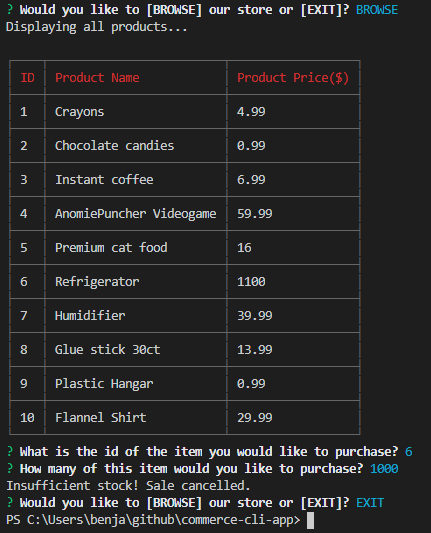 ? Would you like to [BROWSE] our store or [EXIT]? BROWSE
Displaying all products...
ID Product Name Product Price($)
1 Crayons 4.99
2 Chocolate candies 0.99
3 Instant coffee 6.99
4 AnomiePuncher Videogame 59.99
5 Premium cat food 16
6 Refrigerator 1100
7 Humidifier 39.99
8 Glue stick 30ct 13.99
9 Plastic Hangar 0.99
10 Flannel Shirt 29.99
? What is the id of the item you would like to purchase? 6
? How many of this item would you like to purchase? 1000
Insufficient stock! Sale cancelled.
? Would you like to [BROWSE] our store or [EXIT]? EXIT
PS C:\Users\benja\github\commerce-cli-app>